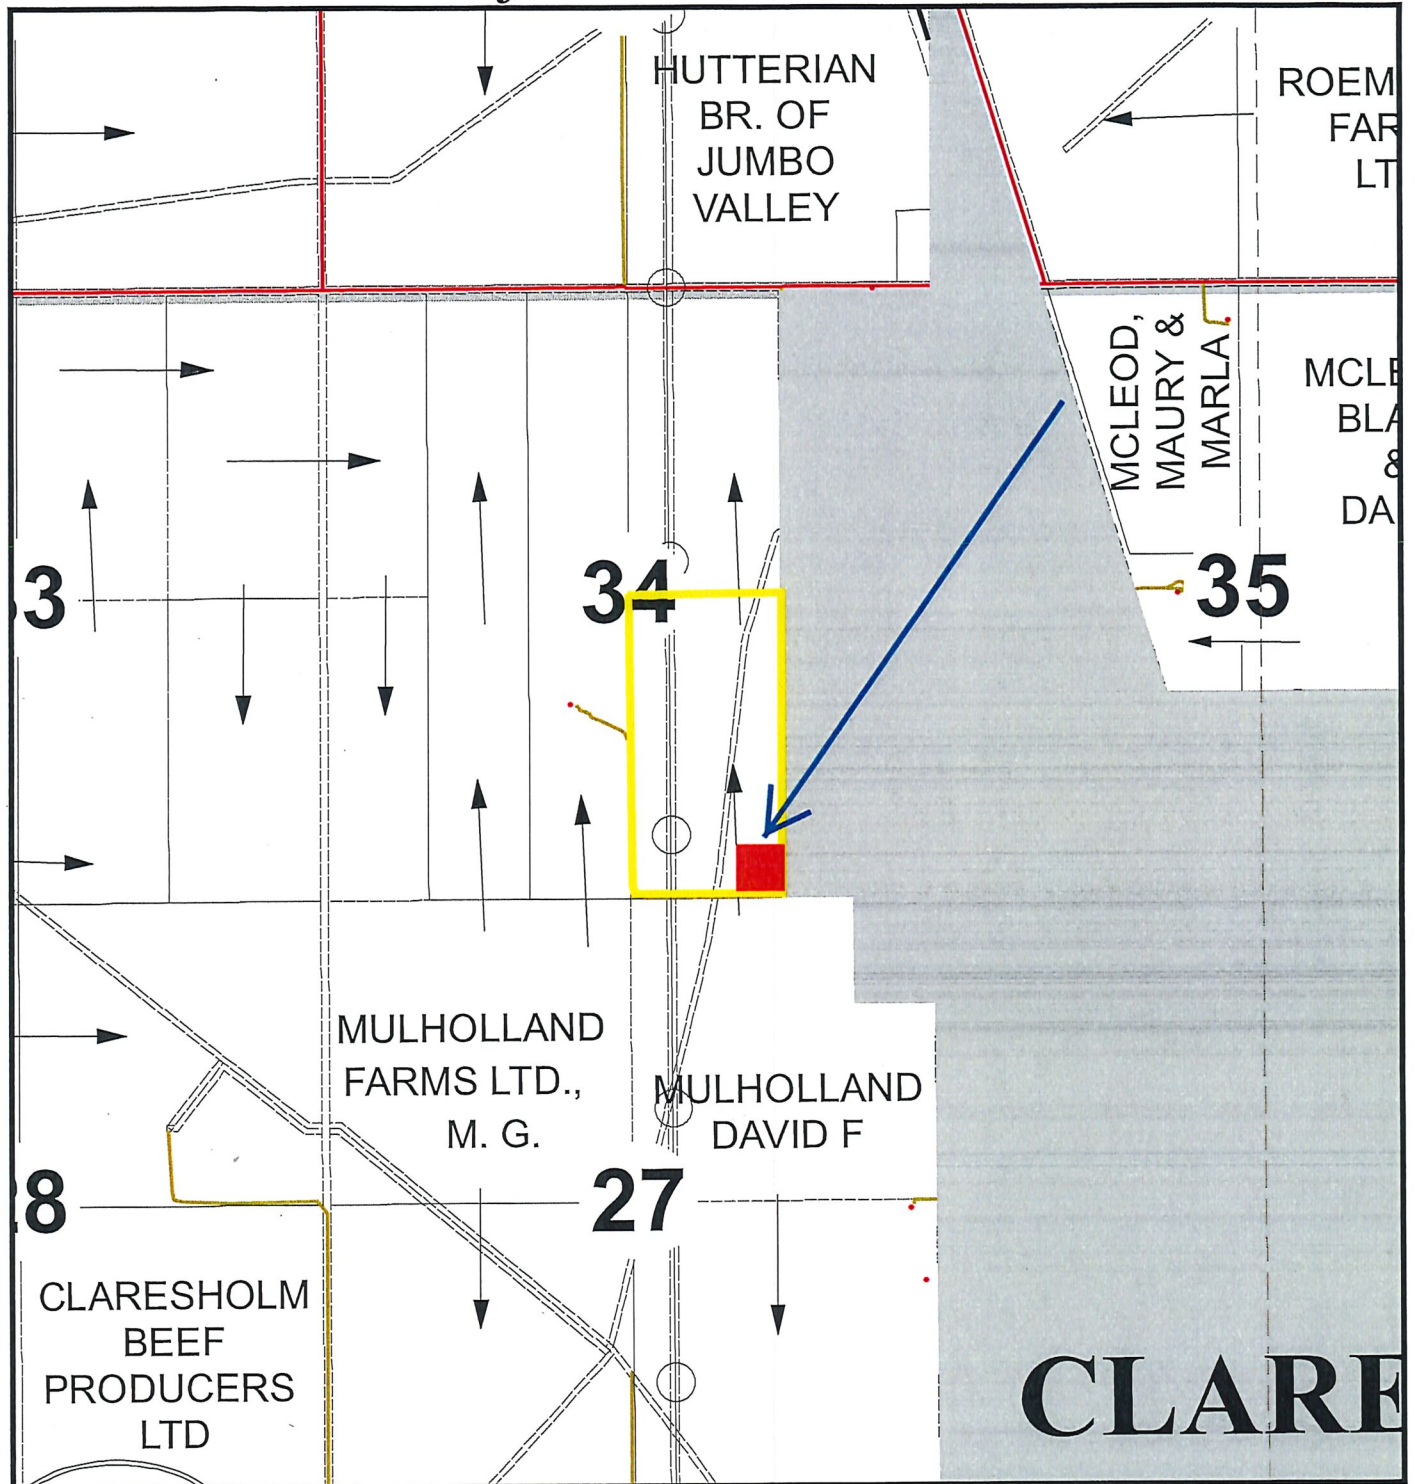 HUTTERIAN
BR. OF
JUMBO
VALLEY
ROEM
FAR
LT
MCLEOD,
MAURY &
MARLA
MCLE
BLA
&
DA
34
35
3
MULHOLLAND
FARMS LTD.,
M. G.
MULHOLLAND
DAVID F
27
8
CLARESHOLM
BEEF
PRODUCERS
LTD
CLARE